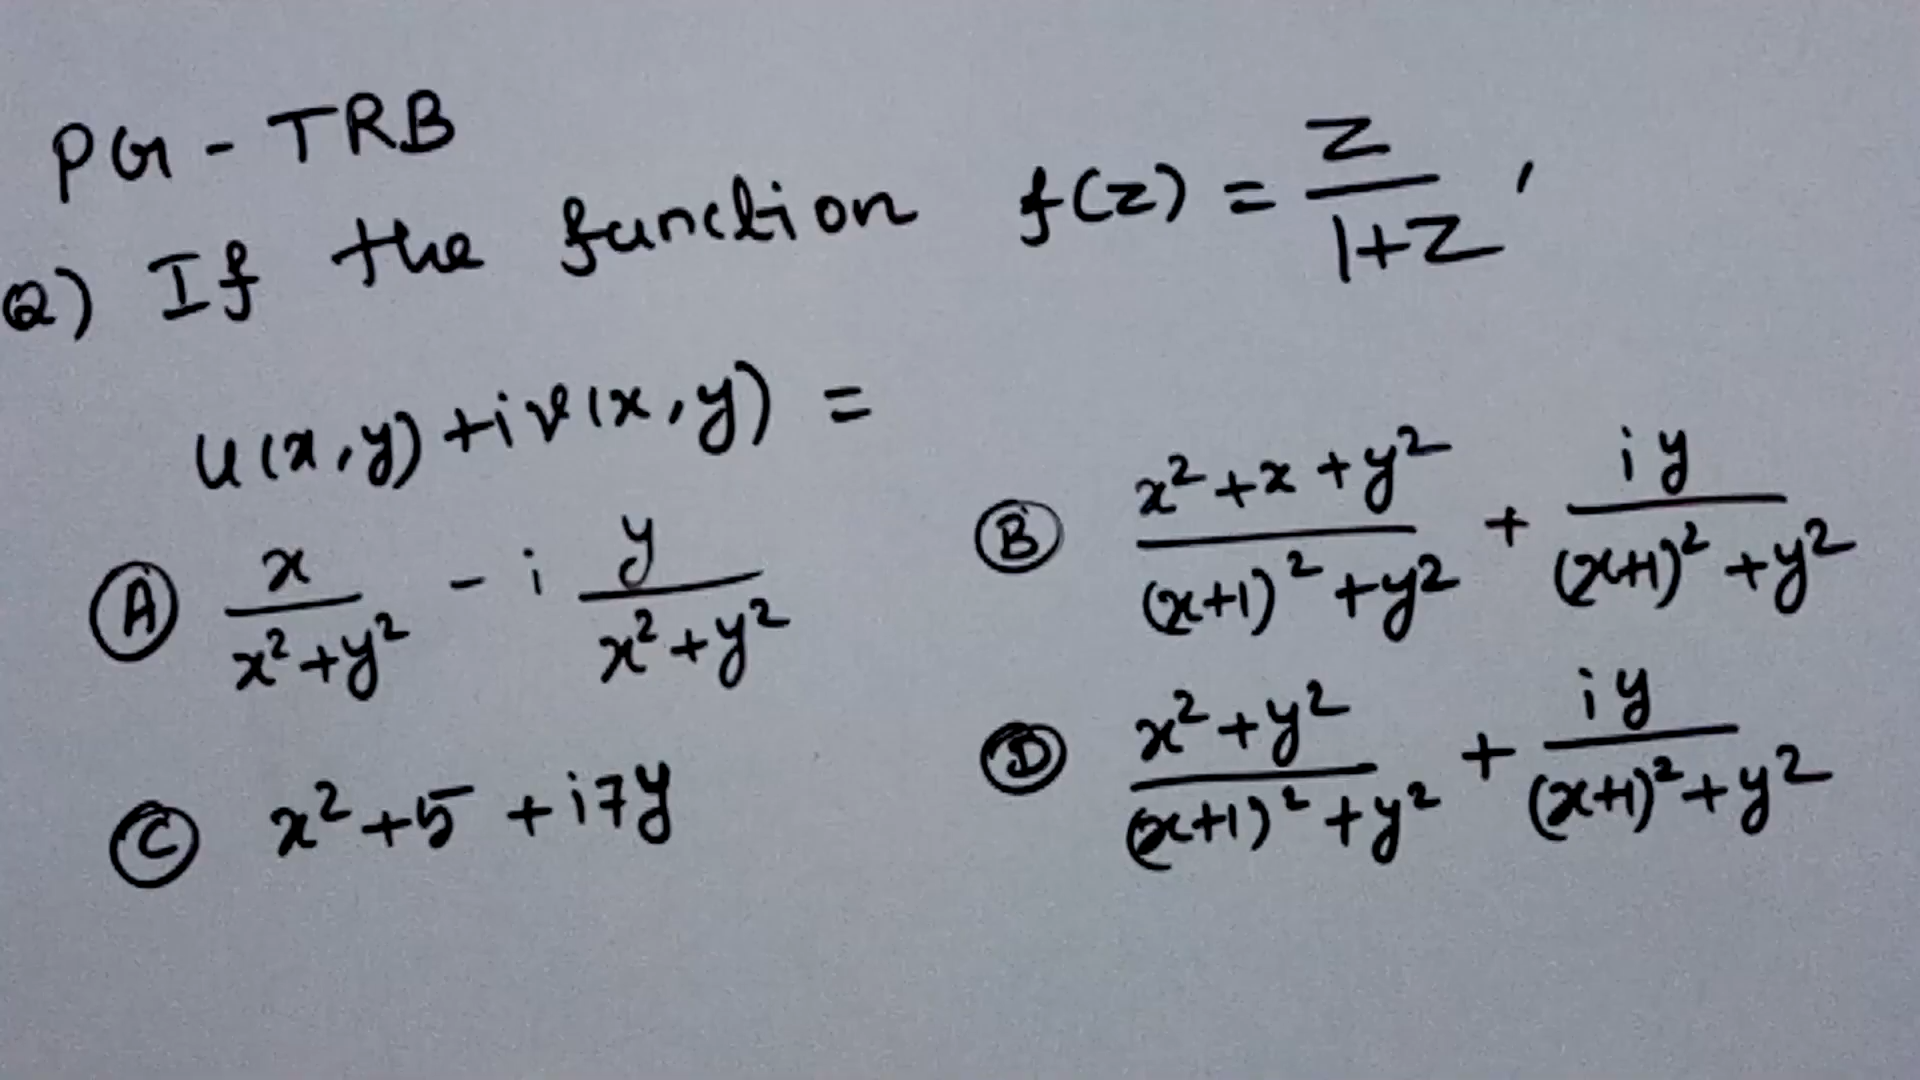 PG - TRB
Q) If the function f(z) = z/(1+z),
u(x,y) + iv(x,y) =
(A) x/(x²+y²) - i y/(x²+y²)
(B) (x²+x+y²)/((x+1)²+y²) + iy/((x+1)²+y²)
(C) x²+5 + i7y
(D) (x²+y²)/((x+1)²+y²) + iy/((x+1)²+y²)